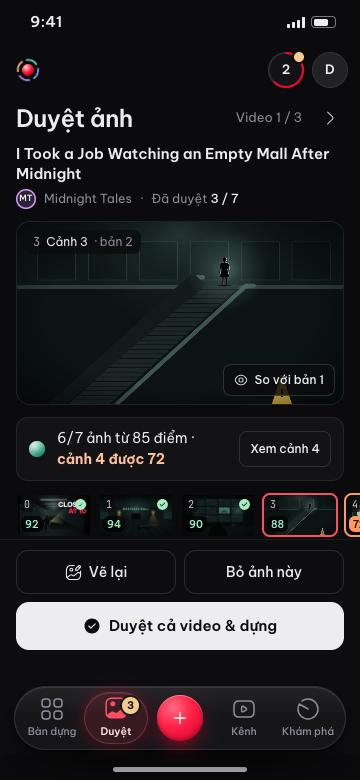 9:41
2
D
Duyệt ảnh
Video 1 / 3
I Took a Job Watching an Empty Mall After
Midnight
MT Midnight Tales · Đã duyệt 3 / 7
3 Cảnh 3 · bản 2
So với bản 1
6/7 ảnh từ 85 điểm ·
cảnh 4 được 72
Xem cảnh 4
0 1 2 3 4
92 94 90 88
Vẽ lại
Bỏ ảnh này
Duyệt cả video & dựng
3
Bàn dựng Duyệt Kênh Khám phá